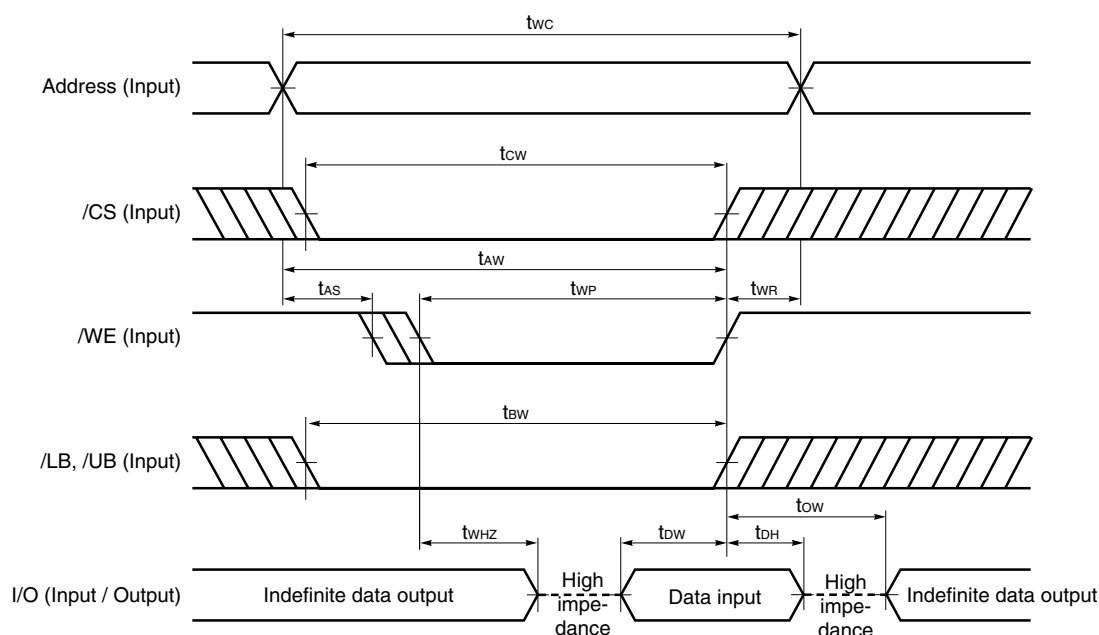 tWC
Address (Input)
tCW
/CS (Input)
tAW
tAS
tWP
tWR
/WE (Input)
tBW
/LB, /UB (Input)
tOW
tWHZ
tDW
tDH
I/O (Input / Output)
Indefinite data output
High
impe-
dance
Data input
High
impe-
dance
Indefinite data output